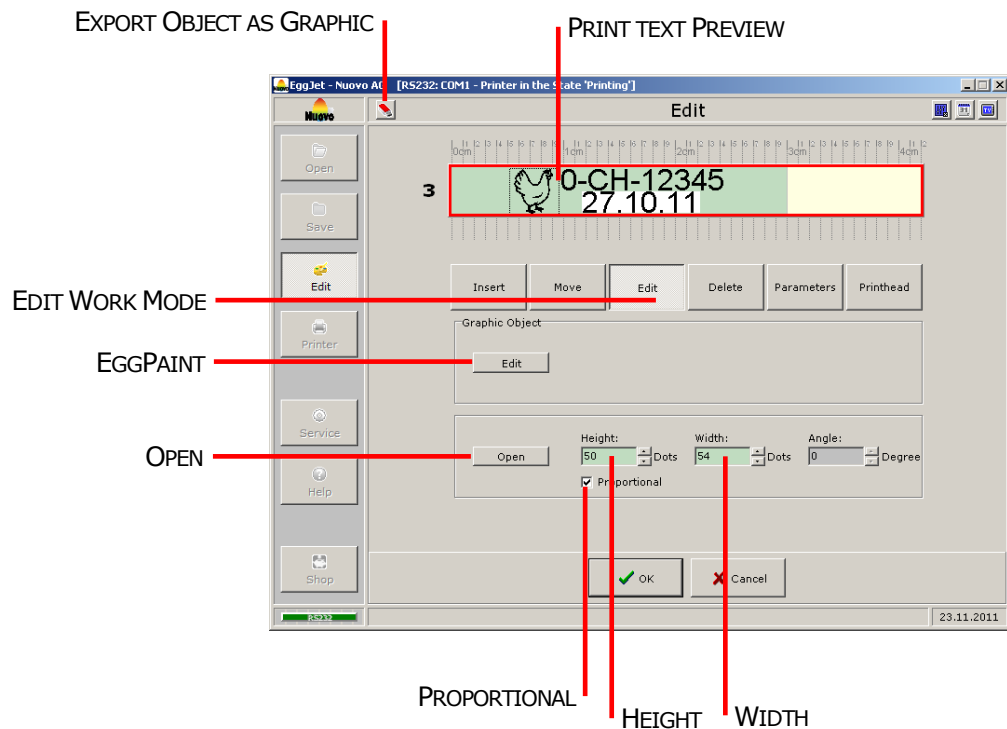 EXPORT OBJECT AS GRAPHIC
PRINT TEXT PREVIEW
EggJet - Nuovo AG [RS232: COM1 - Printer in the State 'Printing']
Nuovo
Edit
Open
Save
Edit
Printer
Service
Help
Shop
0cm 1cm 2cm 3cm 4cm
3
0-CH-12345
27.10.11
Insert Move Edit Delete Parameters Printhead
EDIT WORK MODE
Graphic Object
Edit
EGGPAINT
Height: Width: Angle:
Open 50 Dots 54 Dots 0 Degree
OPEN
Proportional
OK Cancel
RS232
23.11.2011
PROPORTIONAL
HEIGHT
WIDTH